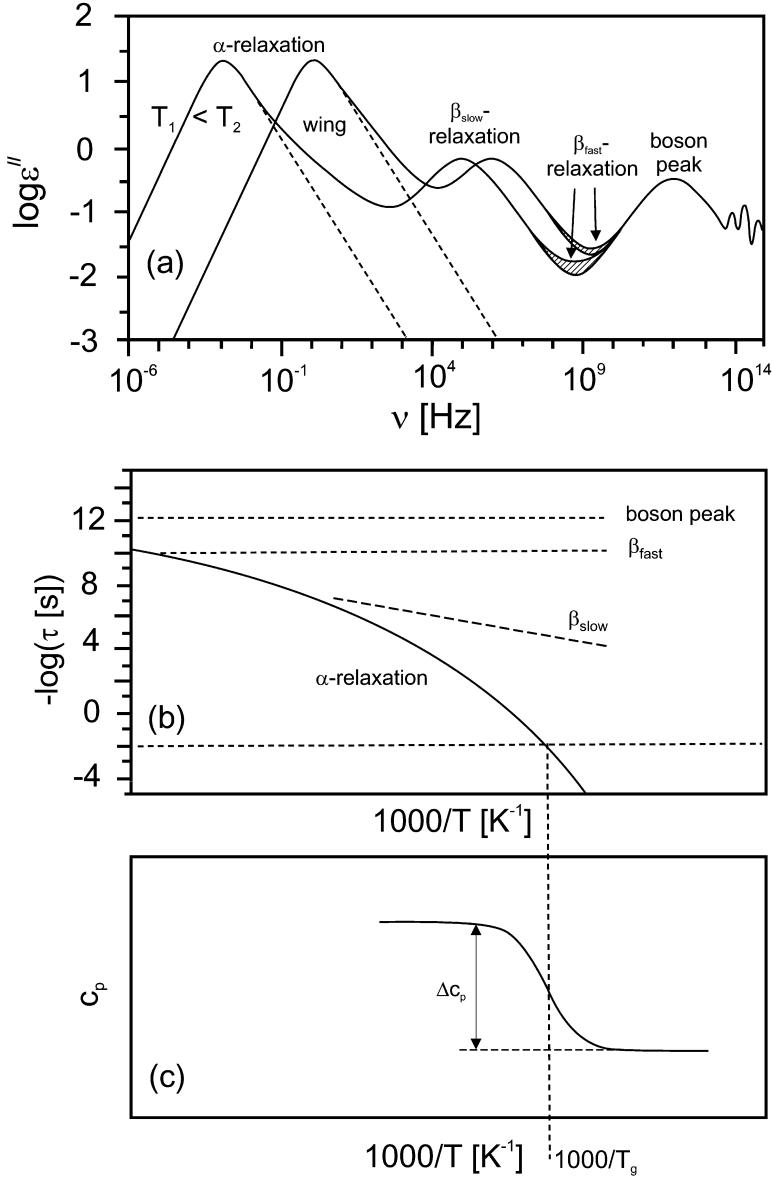 2
α-relaxation
1
T₁ < T₂
wing
βslow-
relaxation
βfast-
relaxation
boson
peak
0
logε′′
-1
-2
(a)
-3
10⁻⁶
10⁻¹
10⁴
10⁹
10¹⁴
ν [Hz]
12
boson peak
βfast
8
βslow
4
-log(τ [s])
α-relaxation
0
(b)
-4
1000/T [K⁻¹]
cₚ
Δcₚ
(c)
1000/T [K⁻¹]
1000/Tg